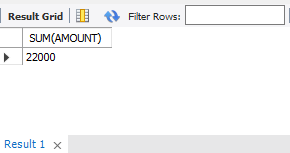 Result Grid Filter Rows:
SUM(AMOUNT)
22000
Result 1 ×